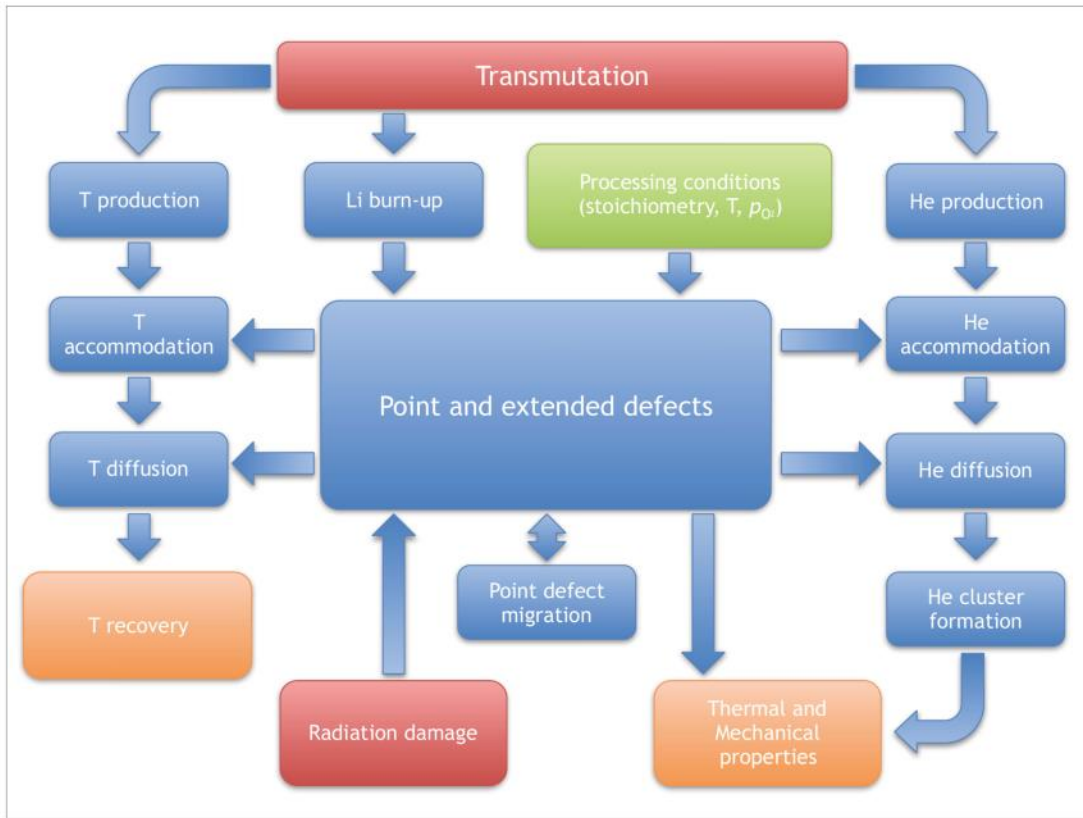 Transmutation
T production
Li burn-up
Processing conditions
(stoichiometry, T, pO₂)
He production
T
accommodation
Point and extended defects
He
accommodation
T diffusion
He diffusion
T recovery
Point defect
migration
He cluster
formation
Radiation damage
Thermal and
Mechanical
properties